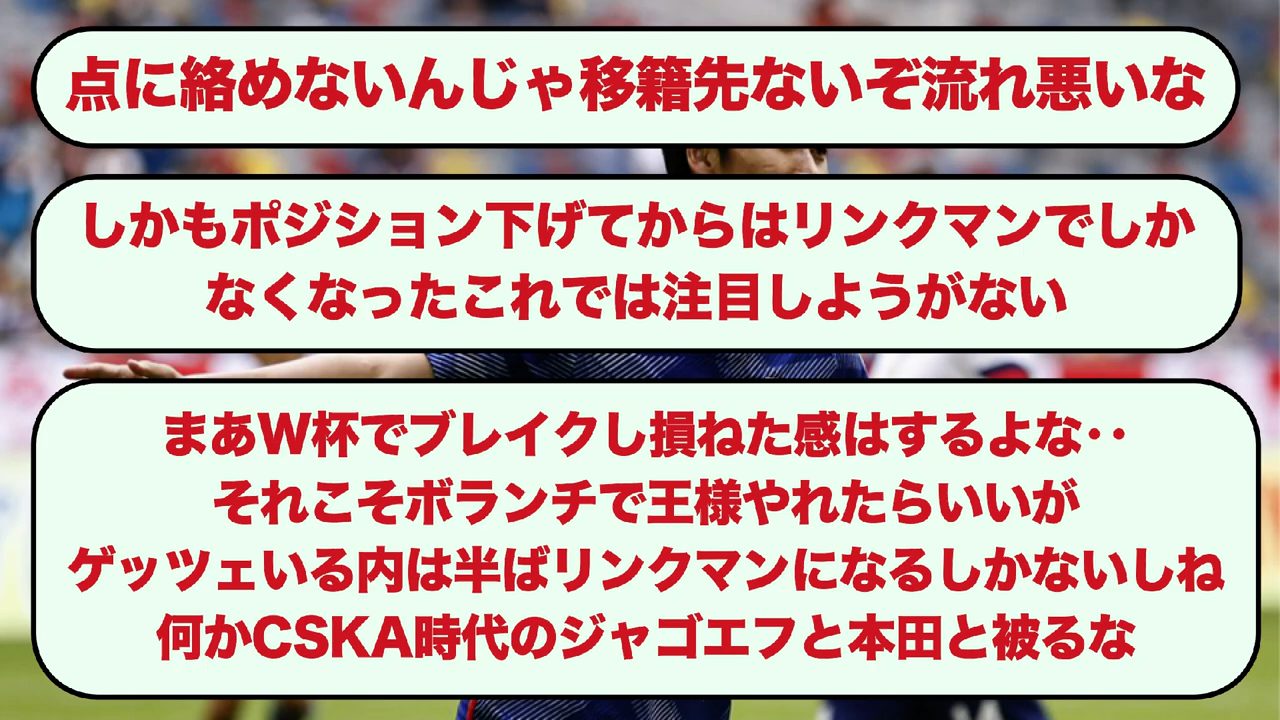 点に絡めないんじゃ移籍先ないぞ流れ悪いな
しかもポジション下げてからはリンクマンでしか
なくなったこれでは注目しようがない
まあW杯でブレイクし損ねた感はするよな‥
それこそボランチで王様やれたらいいが
ゲッツェいる内は半ばリンクマンになるしかないしね
何かCSKA時代のジャゴエフと本田と被るな